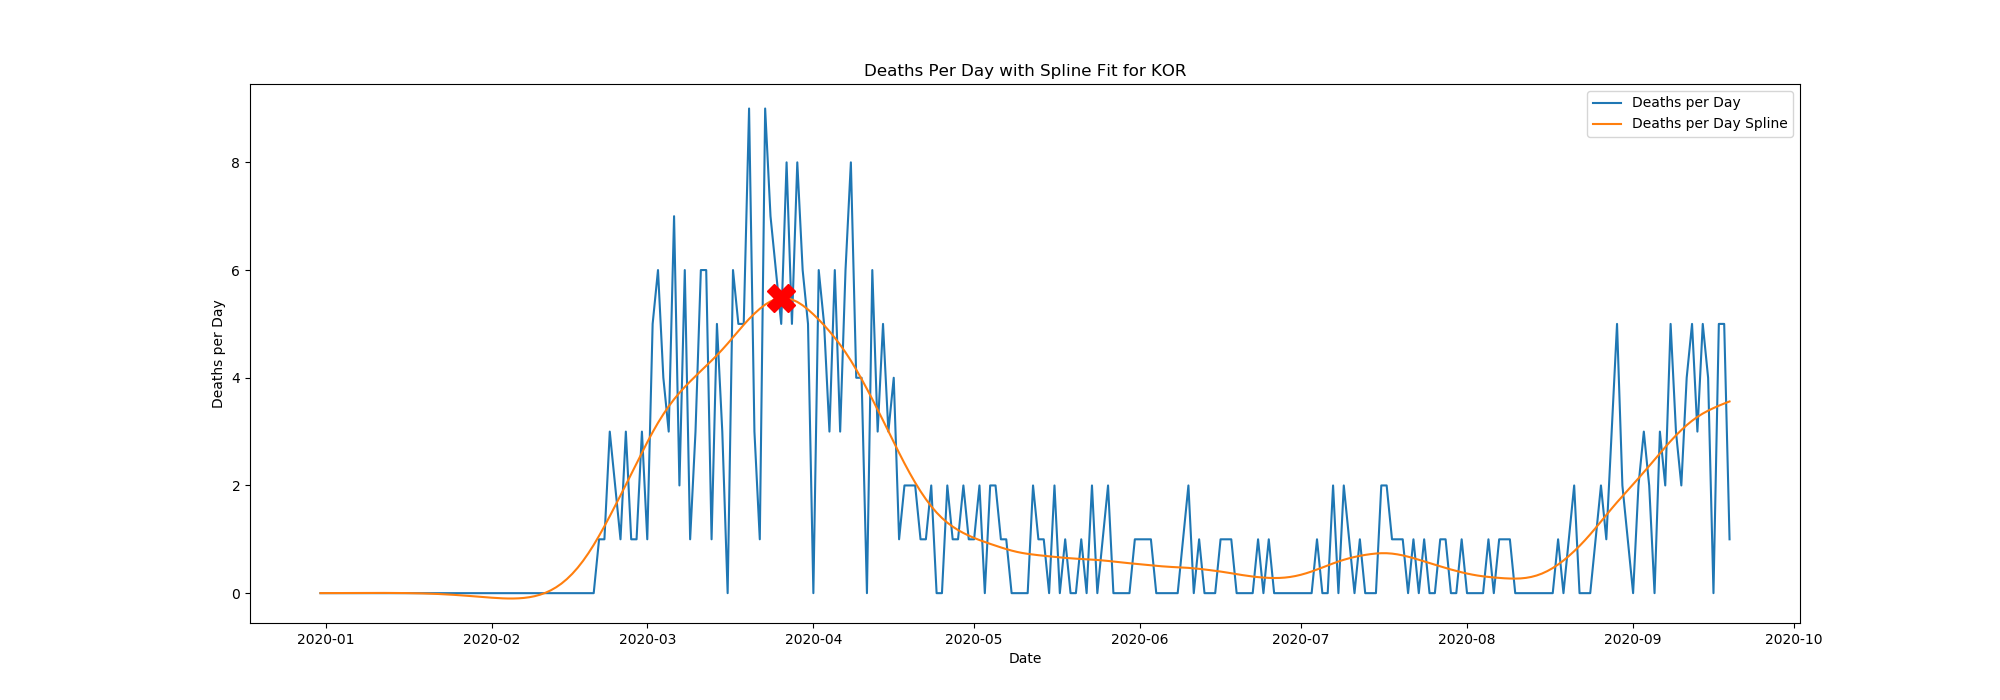 Deaths Per Day with Spline Fit for KOR
Deaths per Day
Deaths per Day Spline
Deaths per Day
8
6
4
2
0
2020-01 2020-02 2020-03 2020-04 2020-05 2020-06 2020-07 2020-08 2020-09 2020-10
Date